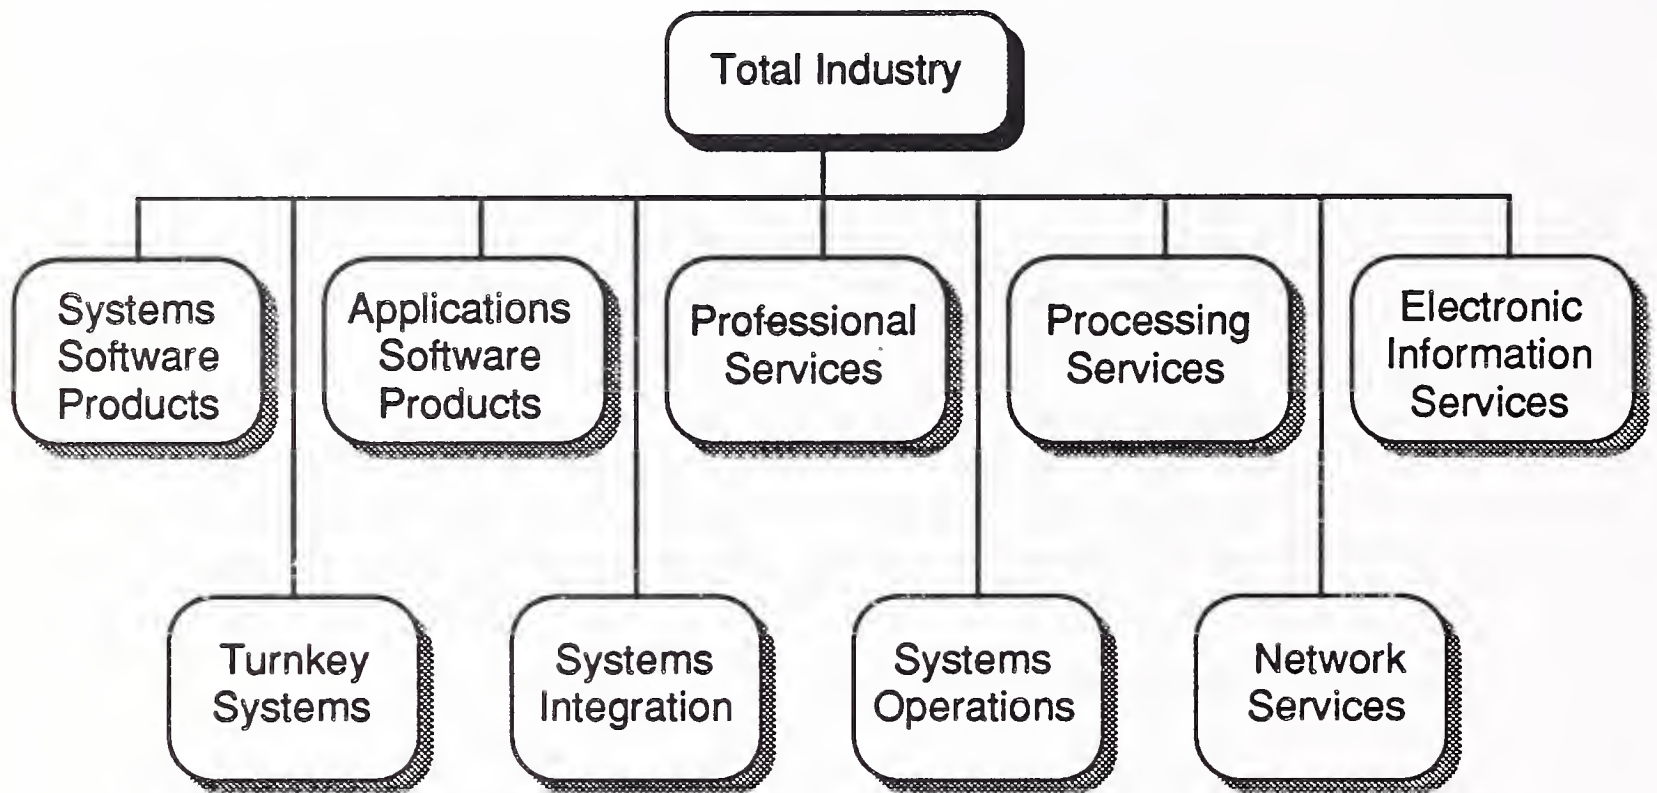 Total Industry
Systems
Software
Products
Applications
Software
Products
Professional
Services
Processing
Services
Electronic
Information
Services
Turnkey
Systems
Systems
Integration
Systems
Operations
Network
Services